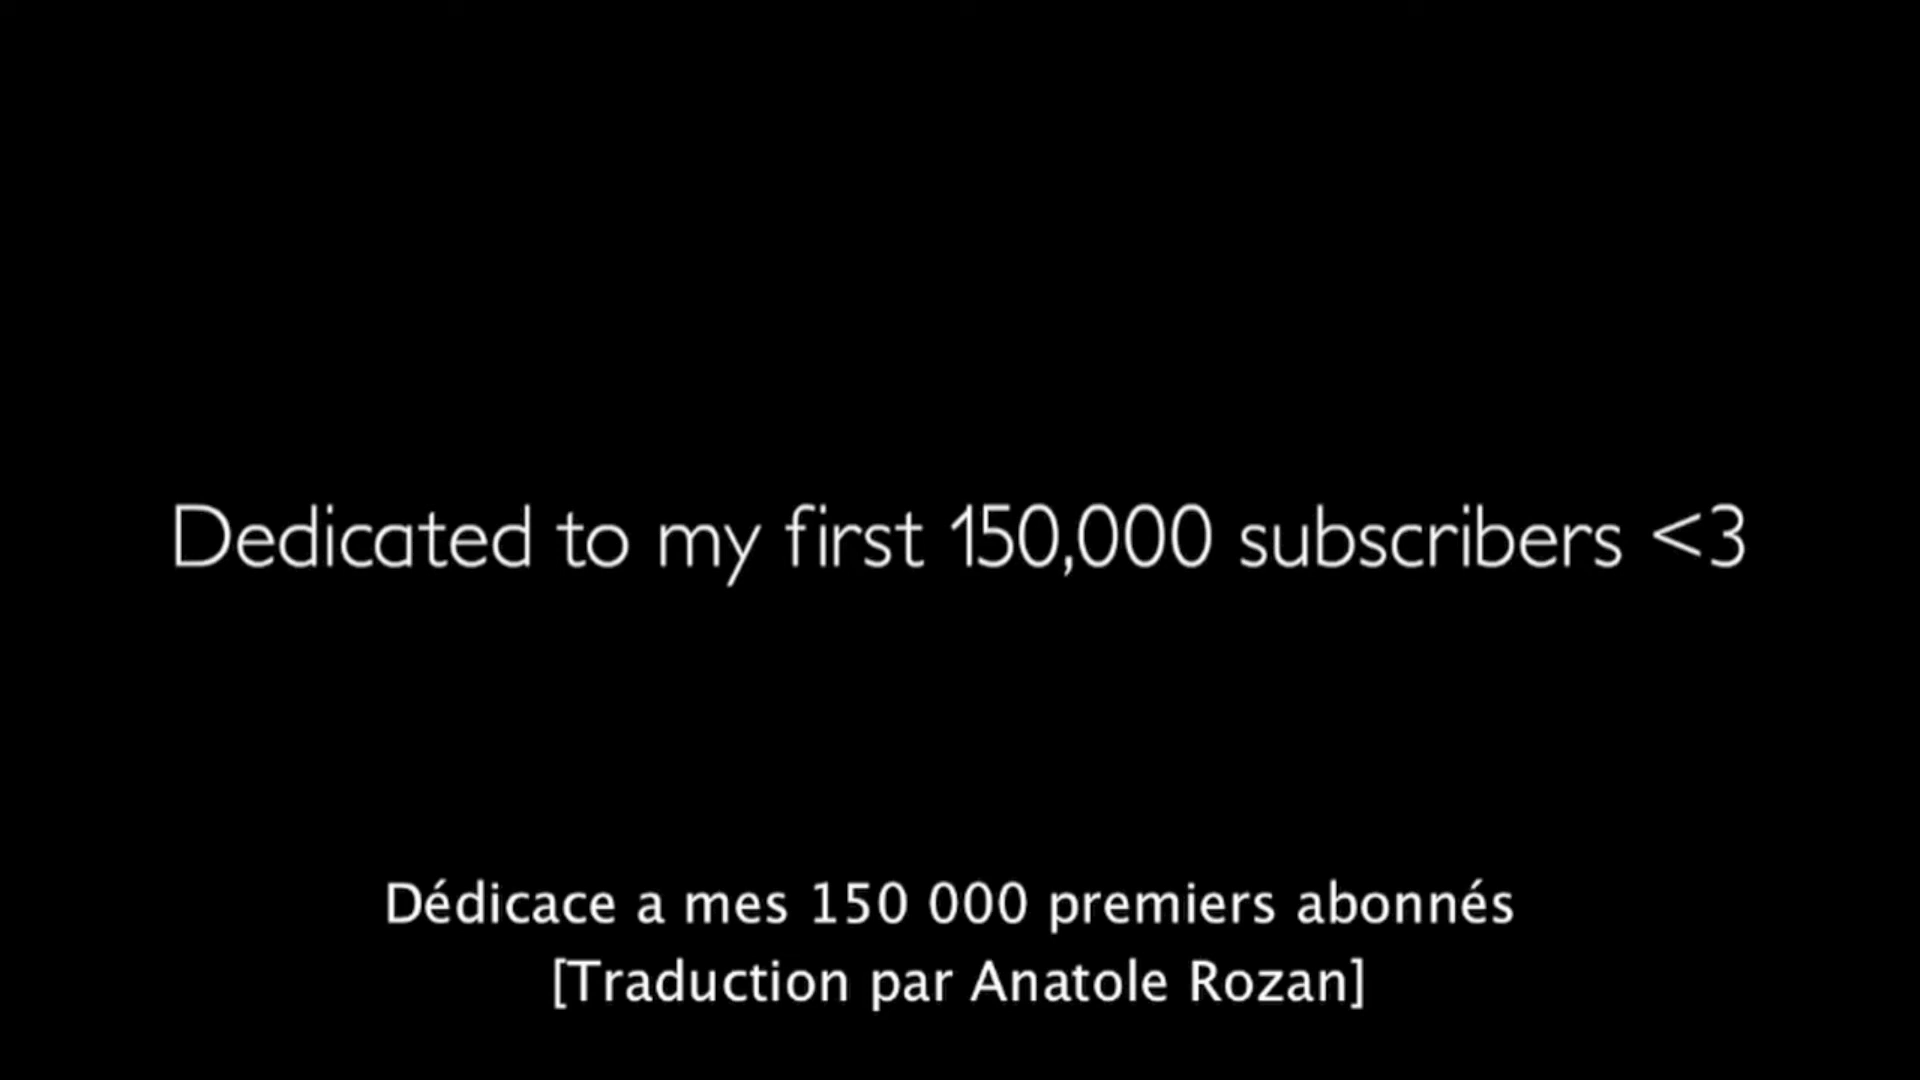 Dedicated to my first 150,000 subscribers <3
Dédicace a mes 150 000 premiers abonnés
[Traduction par Anatole Rozan]